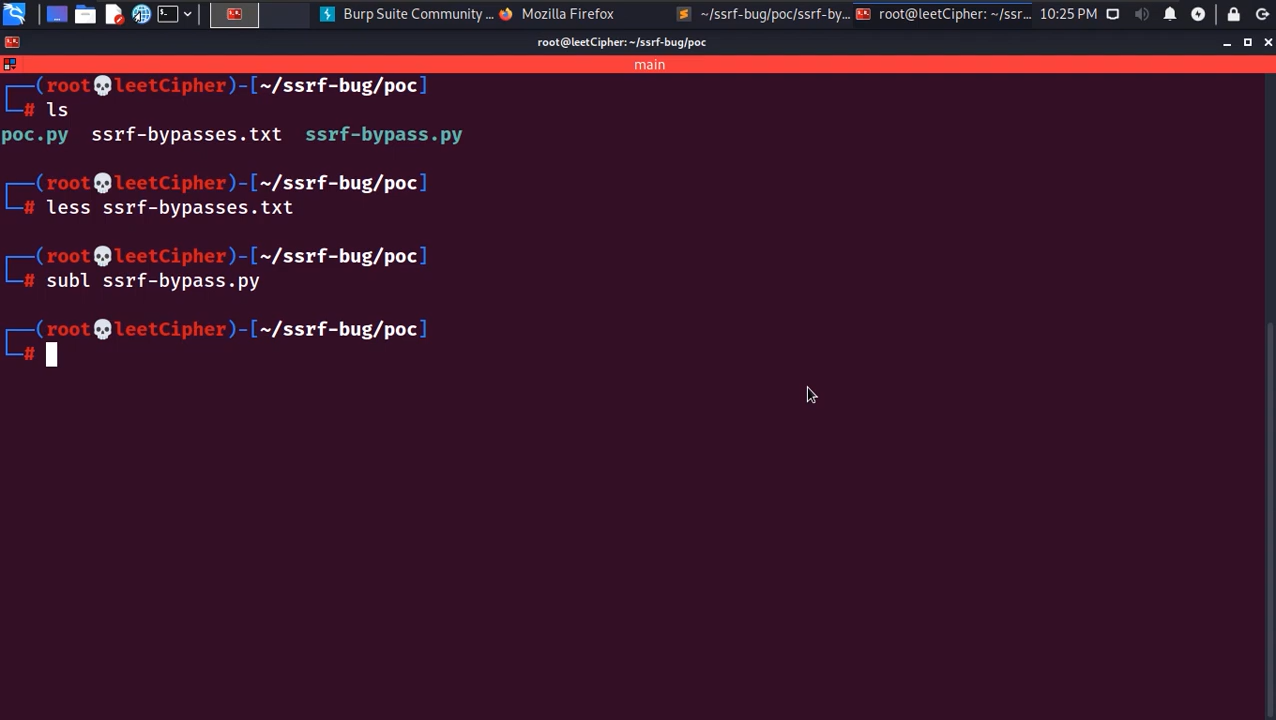 Burp Suite Community ...
Mozilla Firefox
~/ssrf-bug/poc/ssrf-by...
root@leetCipher: ~/ssr...
10:25 PM
root@leetCipher: ~/ssrf-bug/poc
main
┌──(root💀leetCipher)-[~/ssrf-bug/poc]
└─# ls
poc.py  ssrf-bypasses.txt  ssrf-bypass.py
┌──(root💀leetCipher)-[~/ssrf-bug/poc]
└─# less ssrf-bypasses.txt
┌──(root💀leetCipher)-[~/ssrf-bug/poc]
└─# subl ssrf-bypass.py
┌──(root💀leetCipher)-[~/ssrf-bug/poc]
└─#